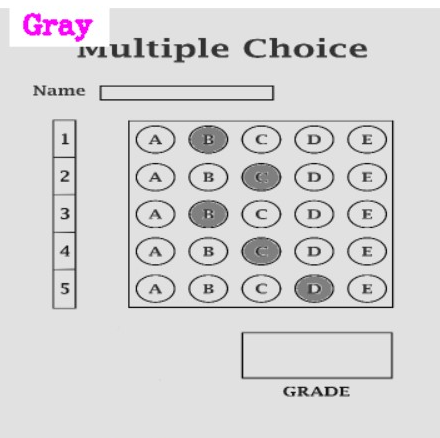 Gray
Multiple Choice
Name
1 A B C D E
2 A B C D E
3 A B C D E
4 A B C D E
5 A B C D E
GRADE